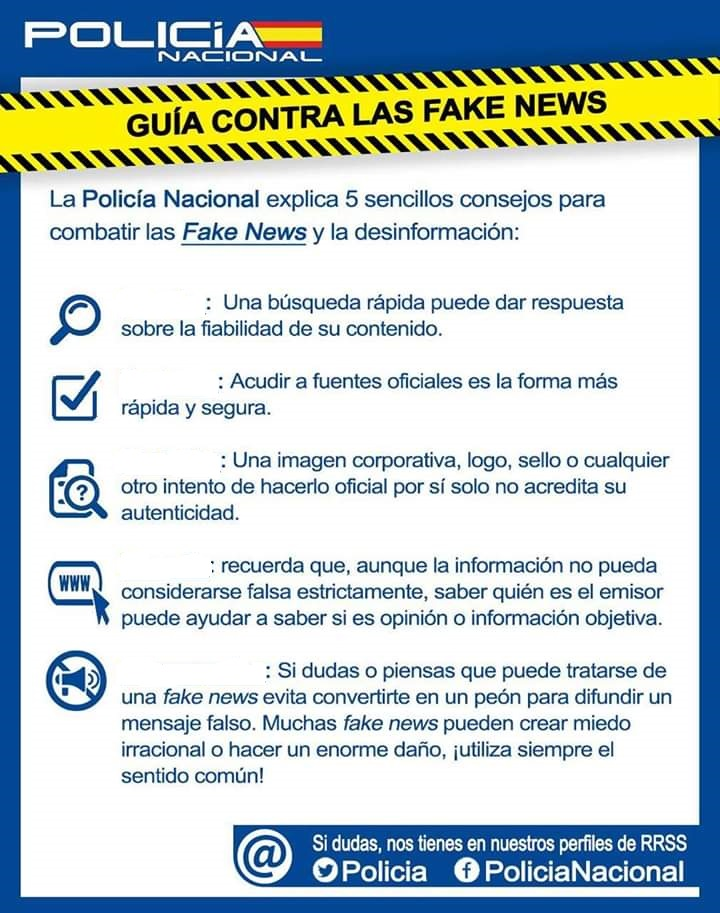 POLICÍA
NACIONAL
GUÍA CONTRA LAS FAKE NEWS
La Policía Nacional explica 5 sencillos consejos para
combatir las Fake News y la desinformación:
: Una búsqueda rápida puede dar respuesta
sobre la fiabilidad de su contenido.
: Acudir a fuentes oficiales es la forma más
rápida y segura.
?
: Una imagen corporativa, logo, sello o cualquier
otro intento de hacerlo oficial por sí solo no acredita su
autenticidad.
www
: recuerda que, aunque la información no pueda
considerarse falsa estrictamente, saber quién es el emisor
puede ayudar a saber si es opinión o información objetiva.
: Si dudas o piensas que puede tratarse de
una fake news evita convertirte en un peón para difundir un
mensaje falso. Muchas fake news pueden crear miedo
irracional o hacer un enorme daño, ¡utiliza siempre el
sentido común!
@
Si dudas, nos tienes en nuestros perfiles de RRSS
Policia PoliciaNacional